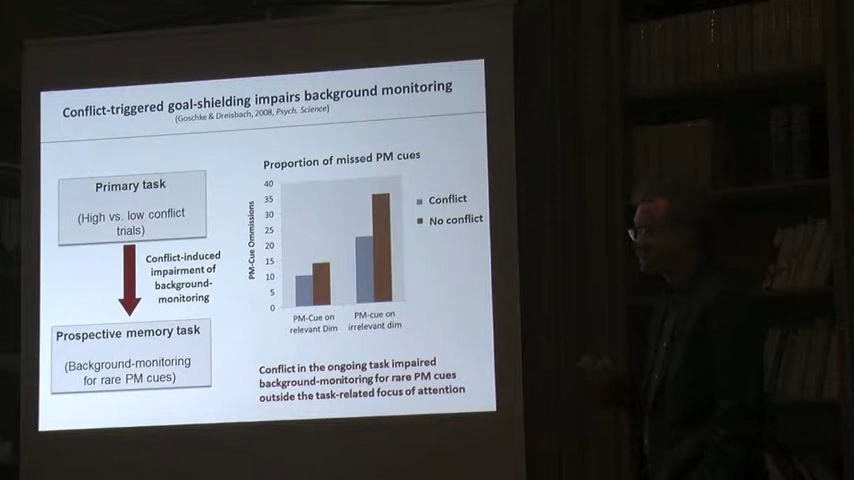 Conflict-triggered goal-shielding impairs background monitoring
(Goschke & Dreisbach, 2008, Psych. Science)
Primary task
(High vs. low conflict
trials)
Conflict-induced
impairment of
background-
monitoring
Prospective memory task
(Background-monitoring
for rare PM cues)
Proportion of missed PM cues
PM-Cue Ommissions
40
35
30
25
20
15
10
5
0
PM-Cue on
relevant Dim
PM-Cue on
irrelevant dim
Conflict
No conflict
Conflict in the ongoing task impaired
background-monitoring for rare PM cues
outside the task-related focus of attention